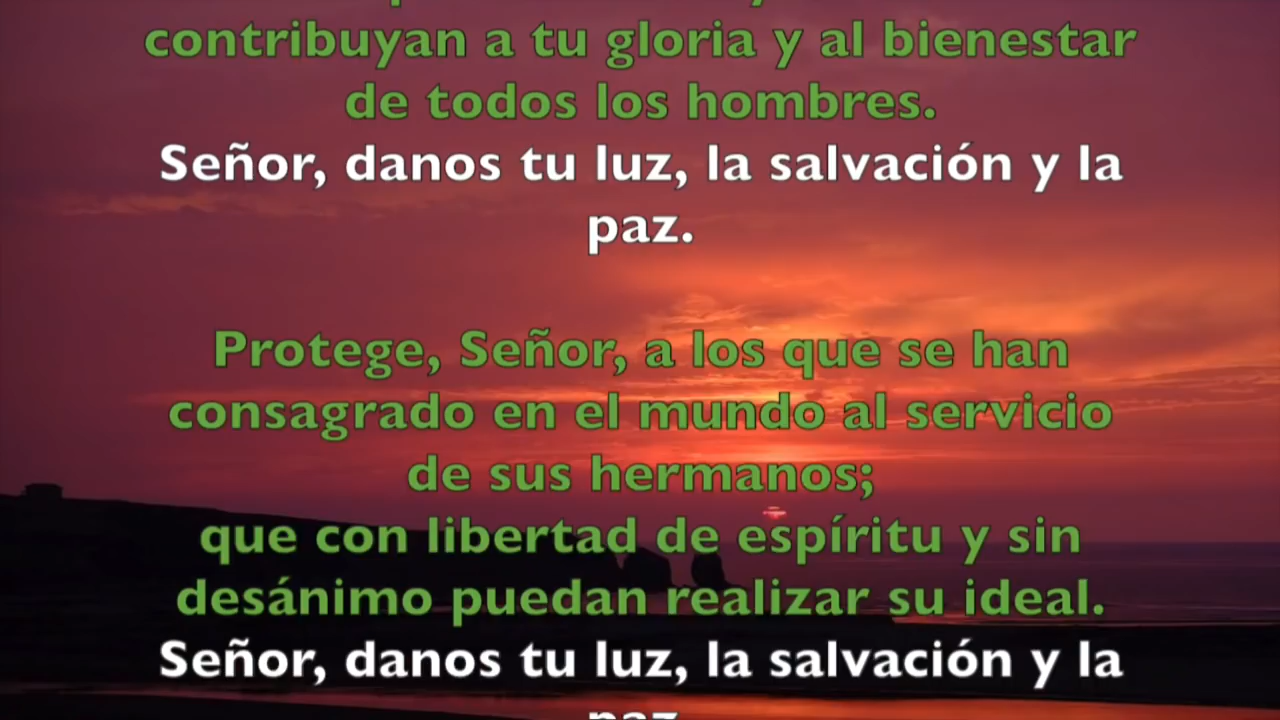 contribuyan a tu gloria y al bienestar
de todos los hombres.
Señor, danos tu luz, la salvación y la
paz.
Protege, Señor, a los que se han
consagrado en el mundo al servicio
de sus hermanos;
que con libertad de espíritu y sin
desánimo puedan realizar su ideal.
Señor, danos tu luz, la salvación y la
paz.